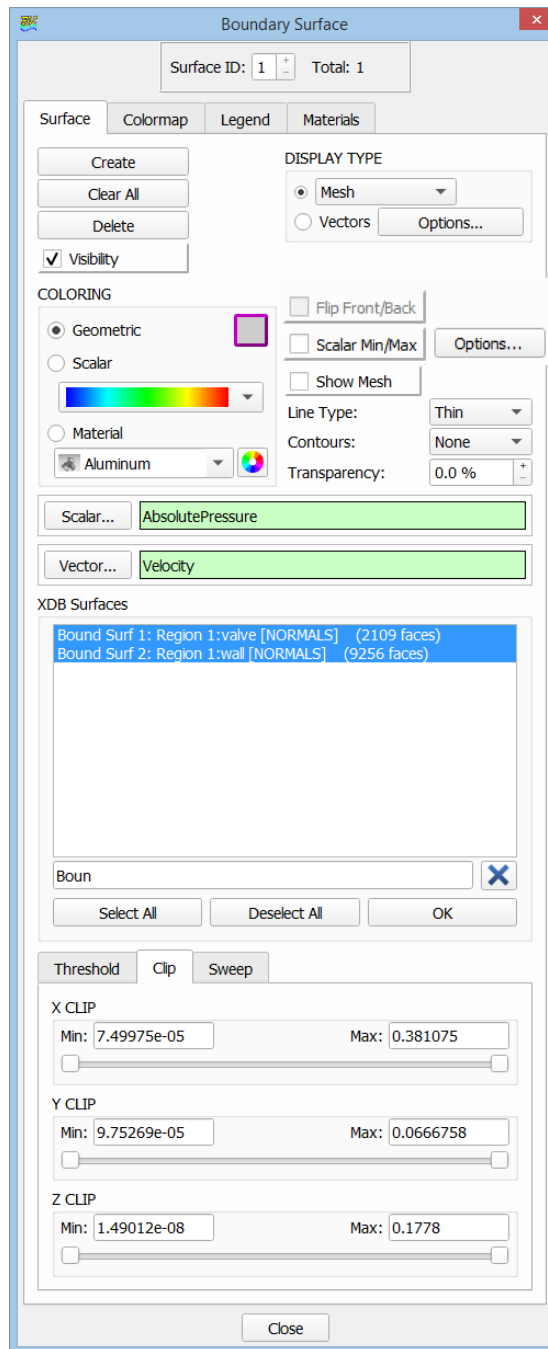 Boundary Surface
Surface ID: 1 Total: 1
Surface Colormap Legend Materials
Create
Clear All
Delete
Visibility
DISPLAY TYPE
Mesh
Vectors Options...
COLORING
Geometric
Scalar
Material
Aluminum
Flip Front/Back
Scalar Min/Max Options...
Show Mesh
Line Type: Thin
Contours: None
Transparency: 0.0 %
Scalar... AbsolutePressure
Vector... Velocity
XDB Surfaces
Bound Surf 1: Region 1:valve [NORMALS] (2109 faces)
Bound Surf 2: Region 1:wall [NORMALS] (9256 faces)
Boun
Select All Deselect All OK
Threshold Clip Sweep
X CLIP
Min: 7.49975e-05 Max: 0.381075
Y CLIP
Min: 9.75269e-05 Max: 0.0666758
Z CLIP
Min: 1.49012e-08 Max: 0.1778
Close